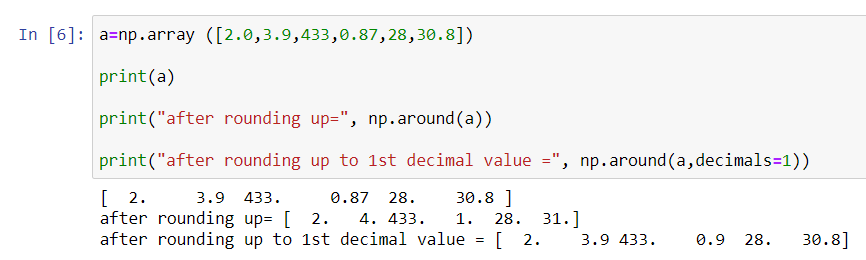 In [6]: a=np.array ([2.0,3.9,433,0.87,28,30.8])
print(a)
print("after rounding up=", np.around(a))
print("after rounding up to 1st decimal value =", np.around(a,decimals=1))
[  2.     3.9  433.     0.87  28.    30.8 ]
after rounding up= [  2.   4. 433.   1.  28.  31.]
after rounding up to 1st decimal value = [  2.    3.9 433.    0.9  28.   30.8]